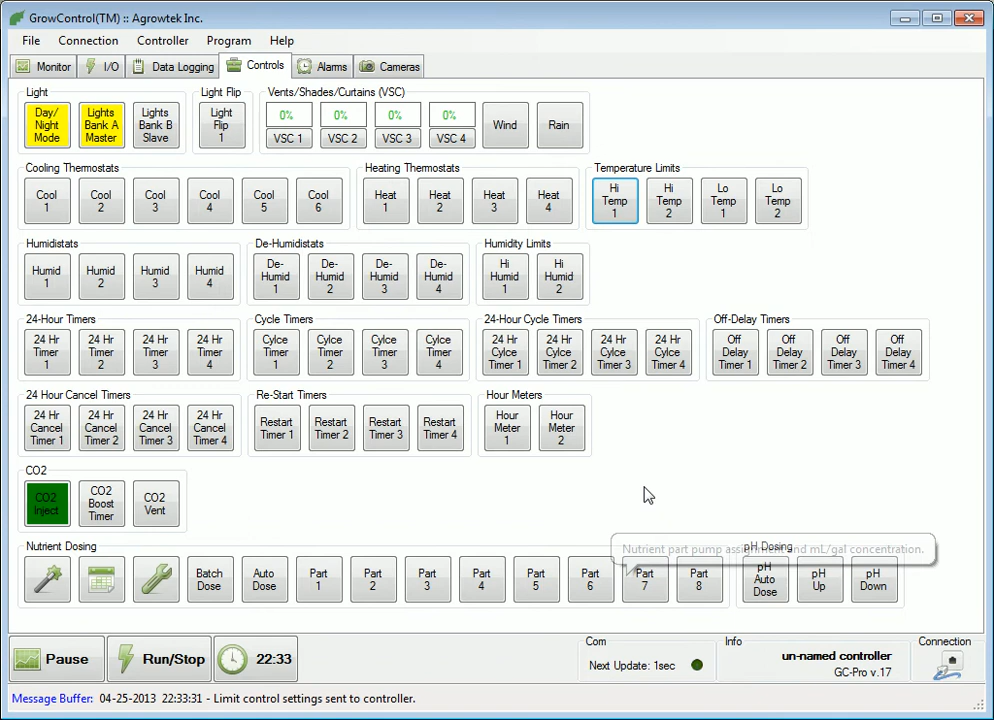 GrowControl(TM) :: Agrowtek Inc.
File Connection Controller Program Help
Monitor I/O Data Logging Controls Alarms Cameras
Light Light Flip Vents/Shades/Curtains (VSC)
Day/
Night
Mode
Lights
Bank A
Master
Lights
Bank B
Slave
Light
Flip
1
0% 0% 0% 0%
VSC 1 VSC 2 VSC 3 VSC 4
Wind
Rain
Cooling Thermostats Heating Thermostats Temperature Limits
Cool
1
Cool
2
Cool
3
Cool
4
Cool
5
Cool
6
Heat
1
Heat
2
Heat
3
Heat
4
Hi
Temp
1
Hi
Temp
2
Lo
Temp
1
Lo
Temp
2
Humidistats De-Humidistats Humidity Limits
Humid
1
Humid
2
Humid
3
Humid
4
De-
Humid
1
De-
Humid
2
De-
Humid
3
De-
Humid
4
Hi
Humid
1
Hi
Humid
2
24-Hour Timers Cycle Timers 24-Hour Cycle Timers Off-Delay Timers
24 Hr
Timer
1
24 Hr
Timer
2
24 Hr
Timer
3
24 Hr
Timer
4
Cylce
Timer
1
Cylce
Timer
2
Cylce
Timer
3
Cylce
Timer
4
24 Hr
Cylce
Timer 1
24 Hr
Cylce
Timer 2
24 Hr
Cylce
Timer 3
24 Hr
Cylce
Timer 4
Off
Delay
Timer 1
Off
Delay
Timer 2
Off
Delay
Timer 3
Off
Delay
Timer 4
24 Hour Cancel Timers Re-Start Timers Hour Meters
24 Hr
Cancel
Timer 1
24 Hr
Cancel
Timer 2
24 Hr
Cancel
Timer 3
24 Hr
Cancel
Timer 4
Restart
Timer 1
Restart
Timer 2
Restart
Timer 3
Restart
Timer 4
Hour
Meter
1
Hour
Meter
2
CO2
CO2
Inject
CO2
Boost
Timer
CO2
Vent
Nutrient Dosing pH Dosing
Nutrient part pump assignment and mL/gal concentration.
Batch
Dose
Auto
Dose
Part
1
Part
2
Part
3
Part
4
Part
5
Part
6
Part
7
Part
8
pH
Auto
Dose
pH
Up
pH
Down
Pause Run/Stop 22:33
Com
Next Update: 1sec
Info
un-named controller
GC-Pro v.17
Connection
Message Buffer: 04-25-2013 22:33:31 - Limit control settings sent to controller.